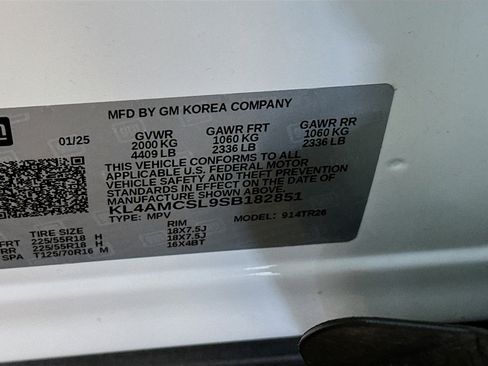 gm
MFD BY GM KOREA COMPANY
01/25 GVWR GAWR FRT GAWR RR
2000 KG 1060 KG 1060 KG
4409 LB 2336 LB 2336 LB
THIS VEHICLE CONFORMS TO ALL
APPLICABLE U.S. FEDERAL MOTOR
VEHICLE SAFETY AND THEFT PREVENTION
STANDARDS IN EFFECT ON THE DATE OF
MANUFACTURE SHOWN ABOVE.
KL4AMCSL9SB182851
TYPE: MPV MODEL: 914TR26
TIRE SIZE RIM
FRT 225/55R18 H 18X7.5J
RR 225/55R18 H 18X7.5J
SPA T125/70R16 M 16X4BT